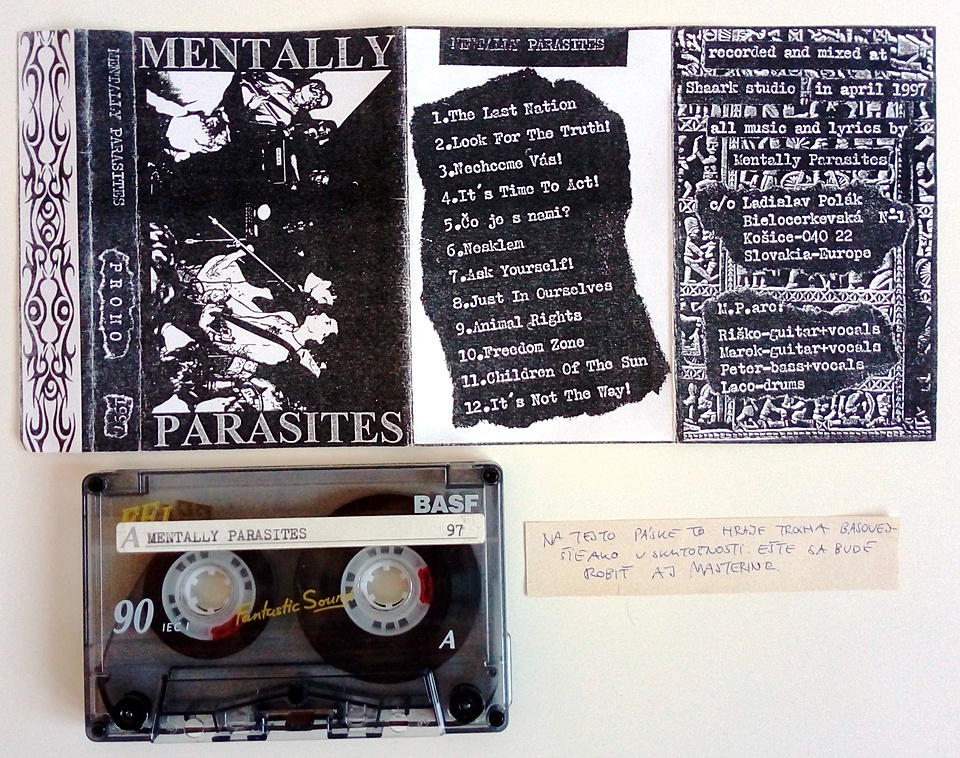 MENTALLY PARASITES
PROMO
1997
MENTALLY
PARASITES
MENTALLY PARASITES
1.The Last Nation
2.Look For The Truth!
3.Nechceme Vás!
4.It's Time To Act!
5.Čo je s nami?
6.Nesklam
7.Ask Yourself!
8.Just In Ourselves
9.Animal Rights
10.Freedom Zone
11.Children Of The Sun
12.It's Not The Way!
recorded and mixed at
Shaark studio in april 1997
all music and lyrics by
Mentally Parasites
c/o Ladislav Polák
Bielocerkevská N-1
Košice-040 22
Slovakia-Europe
M.P.are:
Riško-guitar+vocals
Marek-guitar+vocals
Peter-bass+vocals
Laco-drums
BASF
A MENTALLY PARASITES 97
90 IEC I
Fantastic Sound
A
NA TEJTO PÁSKE TO HRAJE TROCHA BASOVEJ-
ŠIE AKO V SKUTOČNOSTI. EŠTE SA BUDE
ROBIŤ AJ MASTERING.